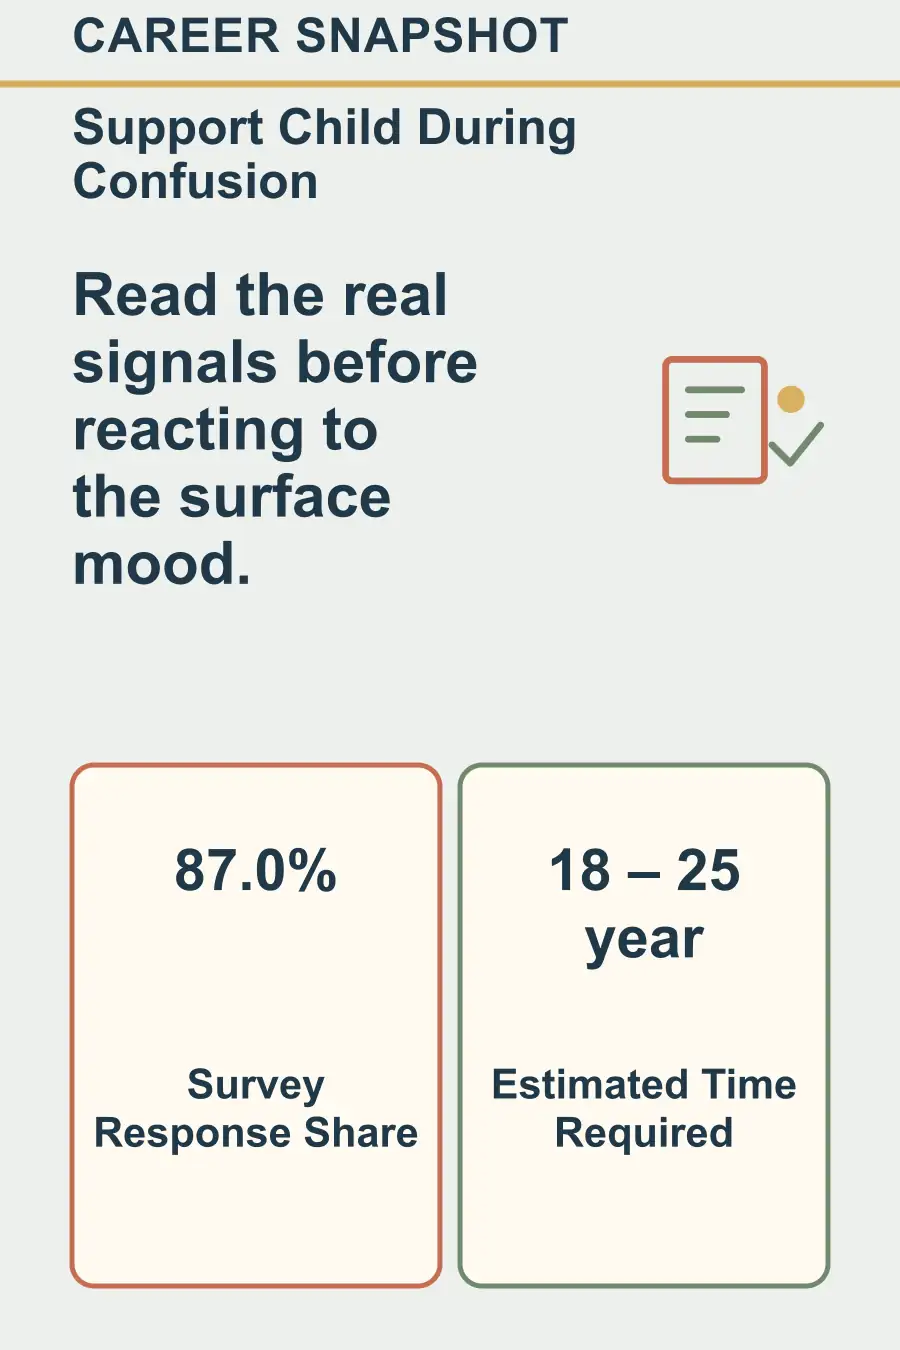 CAREER SNAPSHOT
Support Child During
Confusion
Read the real
signals before
reacting to
the surface
mood.
87.0%
Survey
Response Share
18 – 25
year
Estimated Time
Required